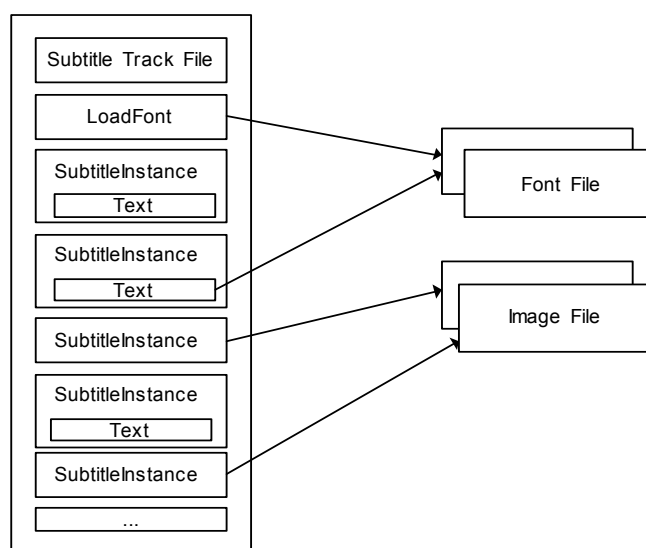 Subtitle Track File
LoadFont
SubtitleInstance
Text
SubtitleInstance
Text
SubtitleInstance
SubtitleInstance
Text
SubtitleInstance
...
Font File
Image File